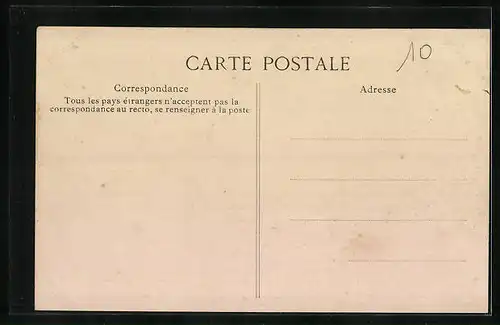 CARTE POSTALE
10
Correspondance
Tous les pays étrangers n'acceptent pas la
correspondance au recto, se renseigner à la poste
Adresse